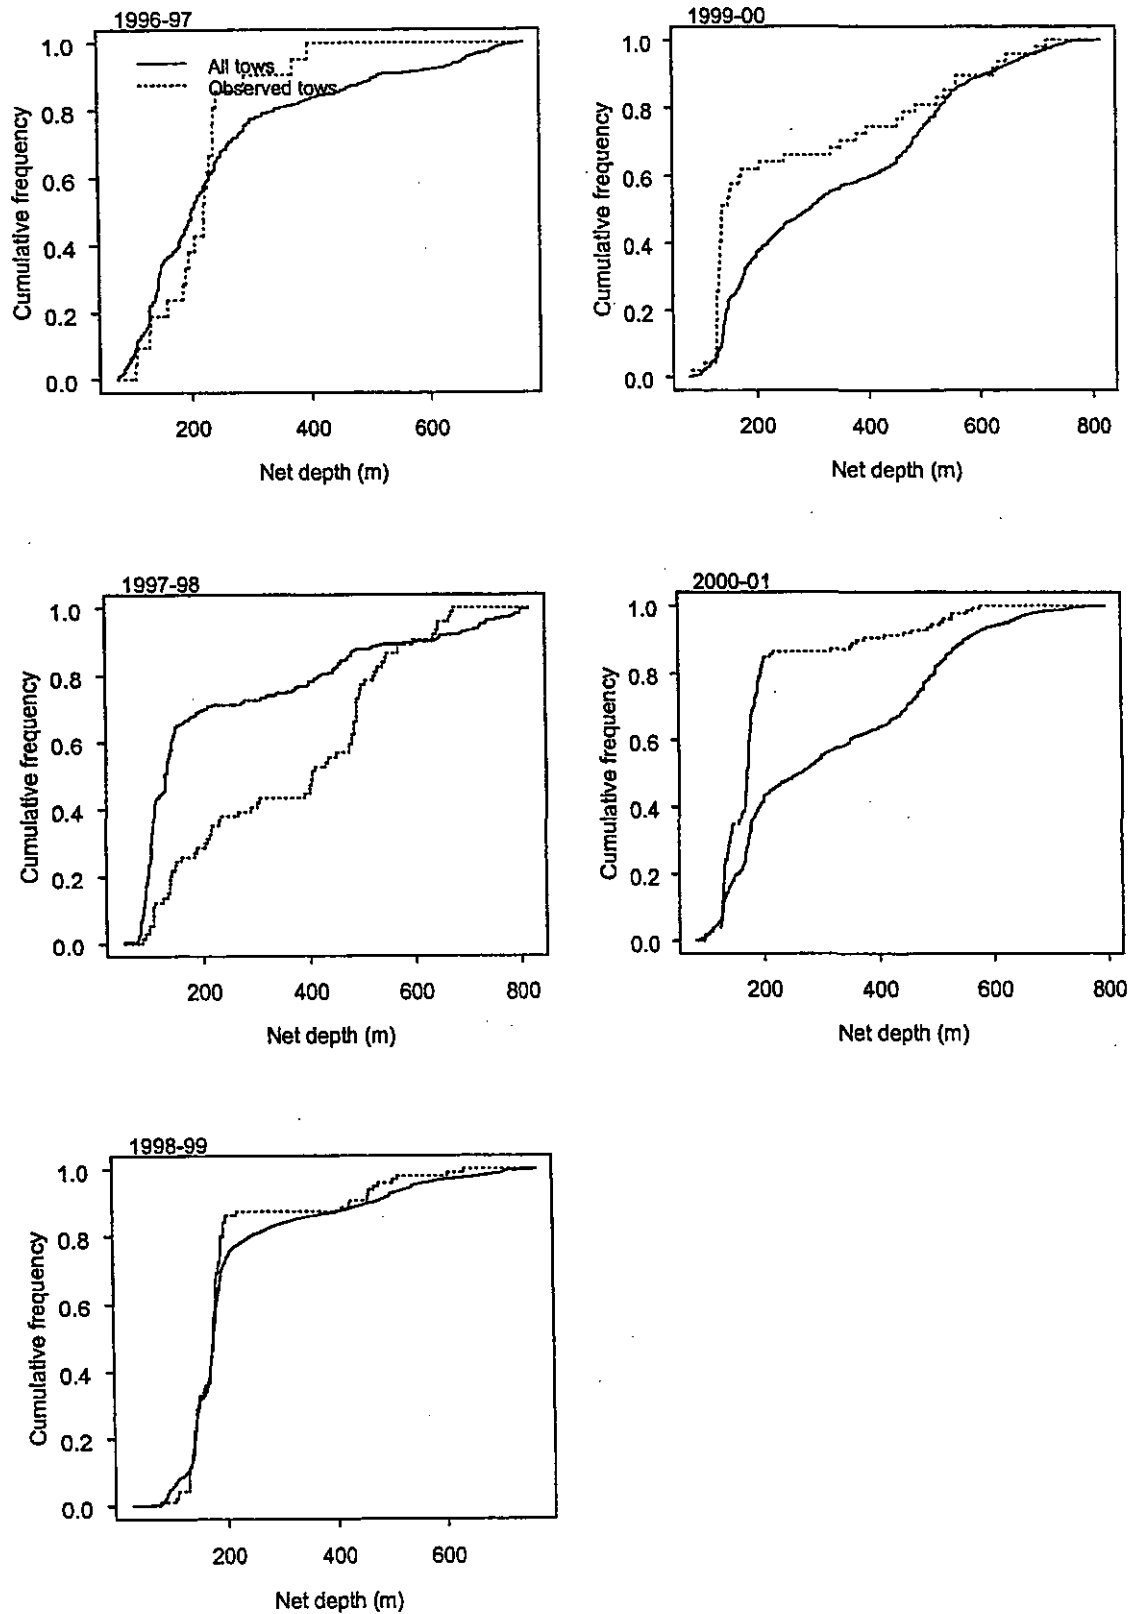 1996-97
1.0
0.8
0.6
0.4
0.2
0.0
Cumulative frequency
All tows
Observed tows
200 400 600
Net depth (m)
1999-00
1.0
0.8
0.6
0.4
0.2
0.0
Cumulative frequency
200 400 600 800
Net depth (m)
1997-98
1.0
0.8
0.6
0.4
0.2
0.0
Cumulative frequency
200 400 600 800
Net depth (m)
2000-01
1.0
0.8
0.6
0.4
0.2
0.0
Cumulative frequency
200 400 600 800
Net depth (m)
1998-99
1.0
0.8
0.6
0.4
0.2
0.0
Cumulative frequency
200 400 600
Net depth (m)